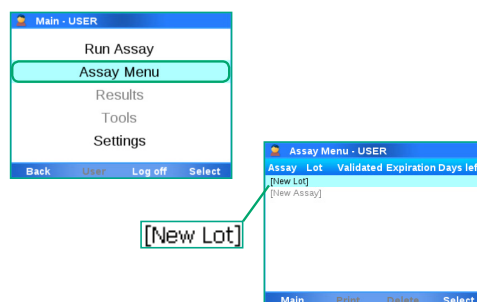 Main - USER
Run Assay
Assay Menu
Results
Tools
Settings
Back User Log off Select
Assay Menu - USER
Assay Lot Validated Expiration Days lef
[New Lot]
[New Assay]
[New Lot]
Main Print Delete Select